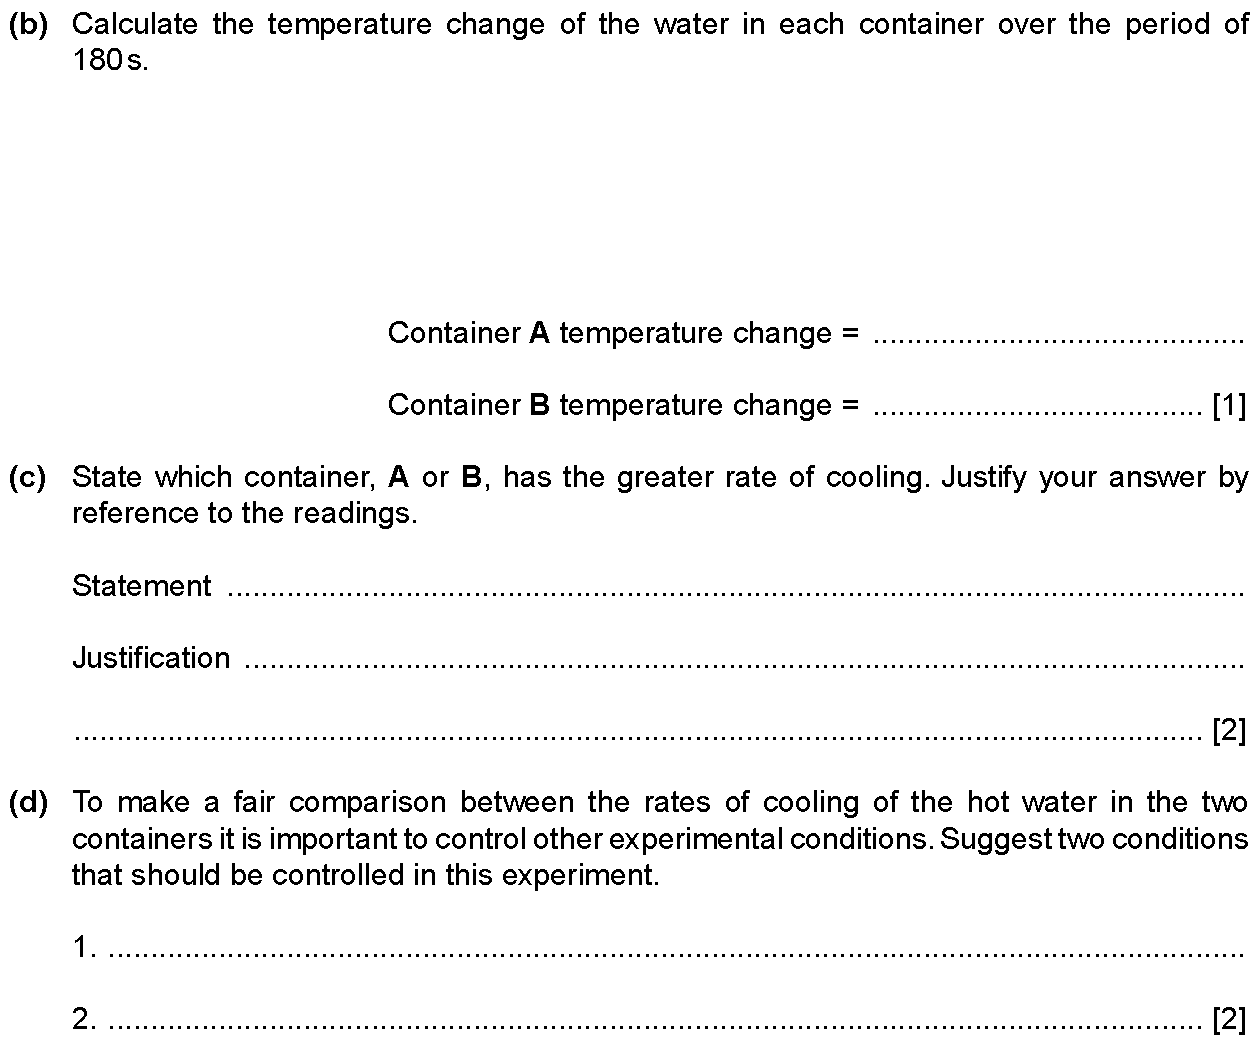 (b) Calculate the temperature change of the water in each container over the period of
180 s.
Container A temperature change = ............................................
Container B temperature change = ....................................... [1]
(c) State which container, A or B, has the greater rate of cooling. Justify your answer by
reference to the readings.
Statement ........................................................................................................................
Justification ......................................................................................................................
..................................................................................................................................... [2]
(d) To make a fair comparison between the rates of cooling of the hot water in the two
containers it is important to control other experimental conditions. Suggest two conditions
that should be controlled in this experiment.
1. ......................................................................................................................................
2. ................................................................................................................................. [2]